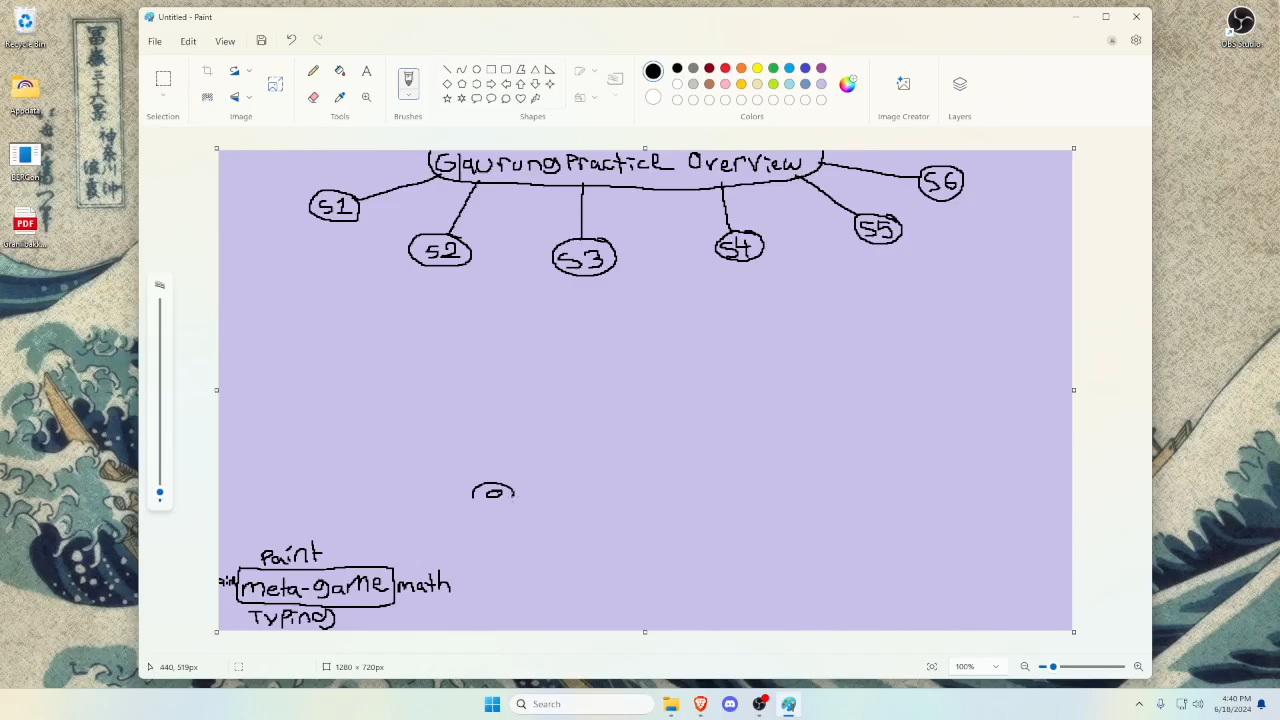 Recycle Bin
Appdata
BERGon
Untitled - Paint
File Edit View
Selection
Image
Tools
Brushes
Shapes
Colors
Image Creator
Layers
OBS Studio
Glaurung Practice Overview
S1
S2
S3
S4
S5
S6
Paint
meta-game math
Typing
440, 519px
1280 × 720px
100%
Search
4:40 PM
6/18/2024